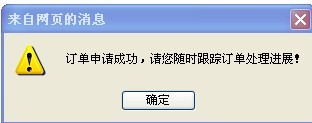 来自网页的消息
订单申请成功，请您随时跟踪订单处理进展！
确定